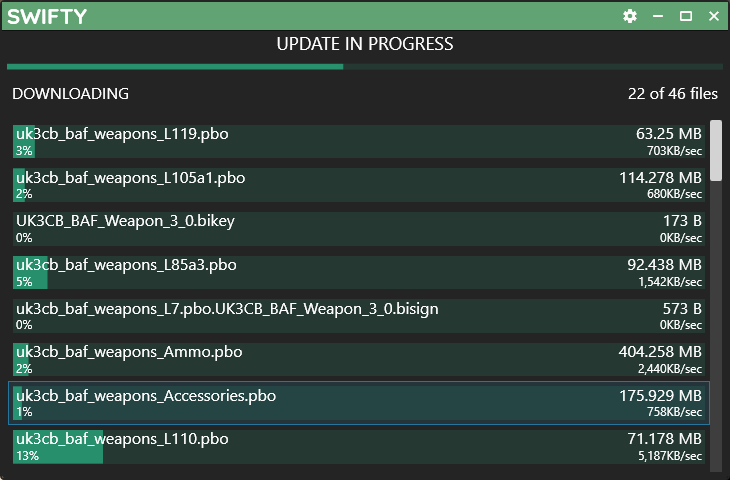 SWIFTY
UPDATE IN PROGRESS
DOWNLOADING 22 of 46 files
uk3cb_baf_weapons_L119.pbo 63.25 MB
3% 703KB/sec
uk3cb_baf_weapons_L105a1.pbo 114.278 MB
2% 680KB/sec
UK3CB_BAF_Weapon_3_0.bikey 173 B
0% 0KB/sec
uk3cb_baf_weapons_L85a3.pbo 92.438 MB
5% 1,542KB/sec
uk3cb_baf_weapons_L7.pbo.UK3CB_BAF_Weapon_3_0.bisign 573 B
0% 0KB/sec
uk3cb_baf_weapons_Ammo.pbo 404.258 MB
2% 2,440KB/sec
uk3cb_baf_weapons_Accessories.pbo 175.929 MB
1% 758KB/sec
uk3cb_baf_weapons_L110.pbo 71.178 MB
13% 5,187KB/sec